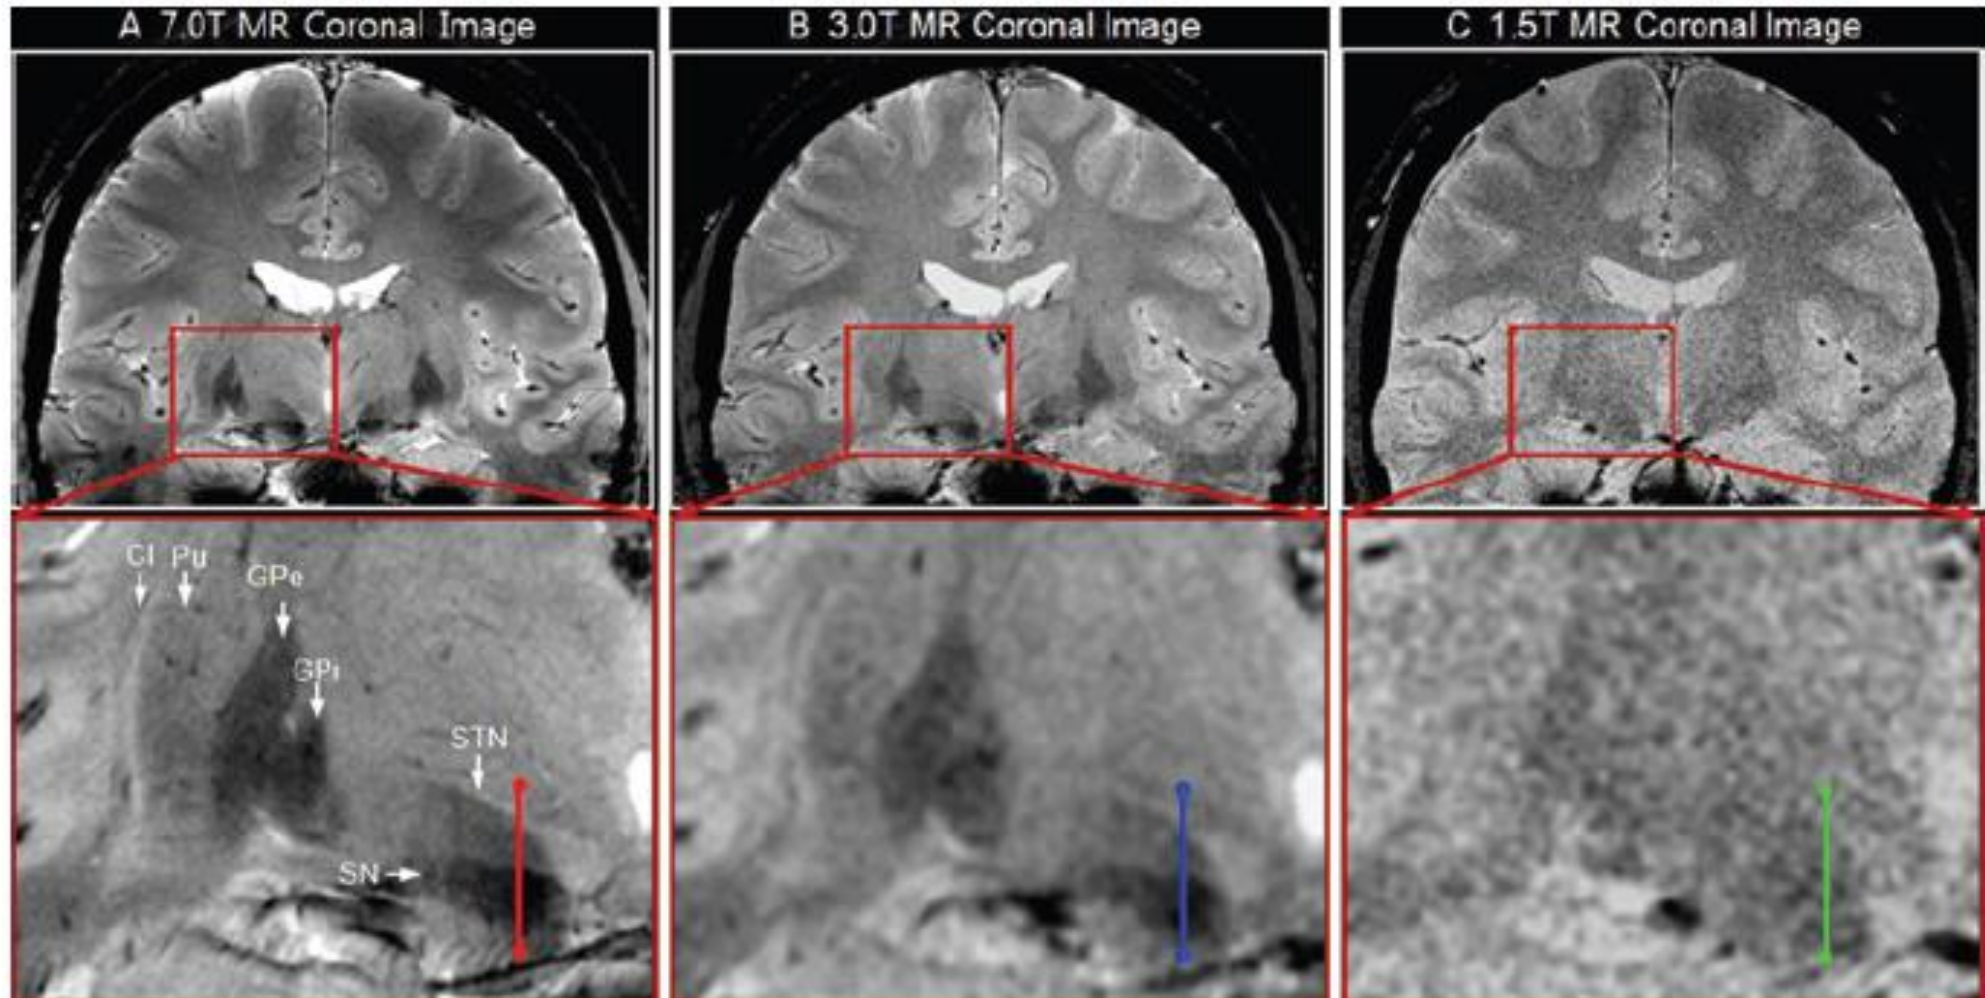 A 7.0T MR Coronal Image
B 3.0T MR Coronal Image
C 1.5T MR Coronal Image
Cl Pu
GPe
GPi
STN
SN